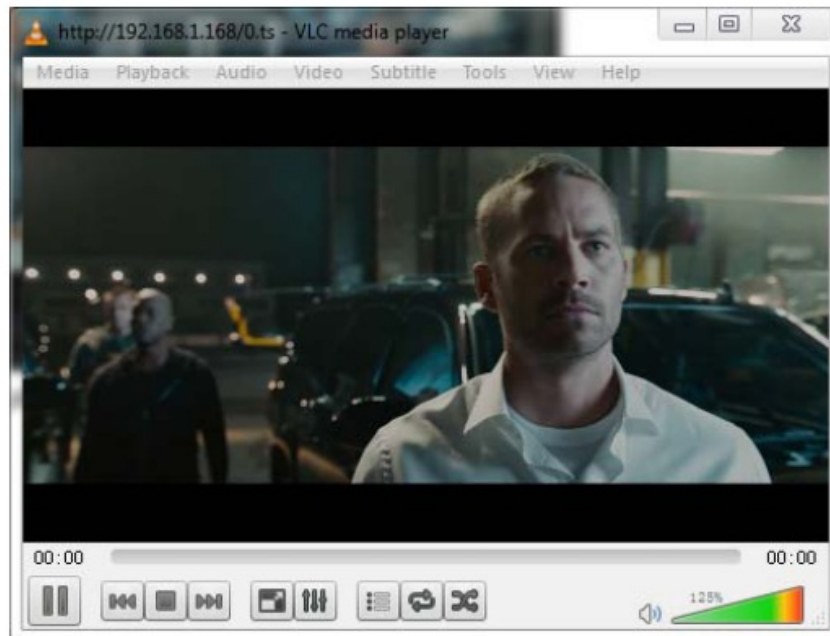 http://192.168.1.168/0.ts - VLC media player
Media Playback Audio Video Subtitle Tools View Help
00:00 00:00
125%